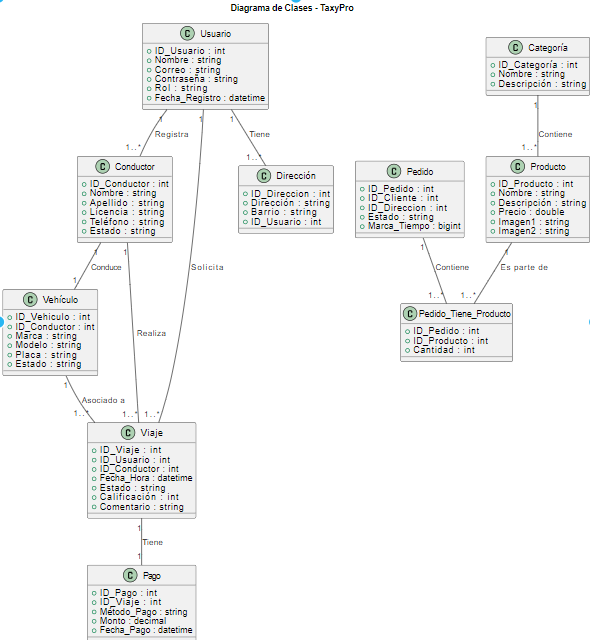 Diagrama de Clases - TaxyPro
C Usuario
ID_Usuario : int
Nombre : string
Correo : string
Contraseña : string
Rol : string
Fecha_Registro : datetime
C Categoría
ID_Categoría : int
Nombre : string
Descripción : string
1
Registra
1..*
1
Solicita
1..*
1
Tiene
1..*
1
Contiene
1..*
C Conductor
ID_Conductor : int
Nombre : string
Apellido : string
Licencia : string
Teléfono : string
Estado : string
C Dirección
ID_Direccion : int
Dirección : string
Barrio : string
ID_Usuario : int
C Pedido
ID_Pedido : int
ID_Cliente : int
ID_Direccion : int
Estado : string
Marca_Tiempo : bigint
C Producto
ID_Producto : int
Nombre : string
Descripción : string
Precio : double
Imagen1 : string
Imagen2 : string
1
Conduce
1
1
Realiza
1..*
1
Contiene
1..*
1
Es parte de
1..*
C Vehículo
ID_Vehiculo : int
ID_Conductor : int
Marca : string
Modelo : string
Placa : string
Estado : string
C Pedido_Tiene_Producto
ID_Pedido : int
ID_Producto : int
Cantidad : int
1
Asociado a
1..*
C Viaje
ID_Viaje : int
ID_Usuario : int
ID_Conductor : int
Fecha_Hora : datetime
Estado : string
Calificación : int
Comentario : string
1
Tiene
1
C Pago
ID_Pago : int
ID_Viaje : int
Método_Pago : string
Monto : decimal
Fecha_Pago : datetime